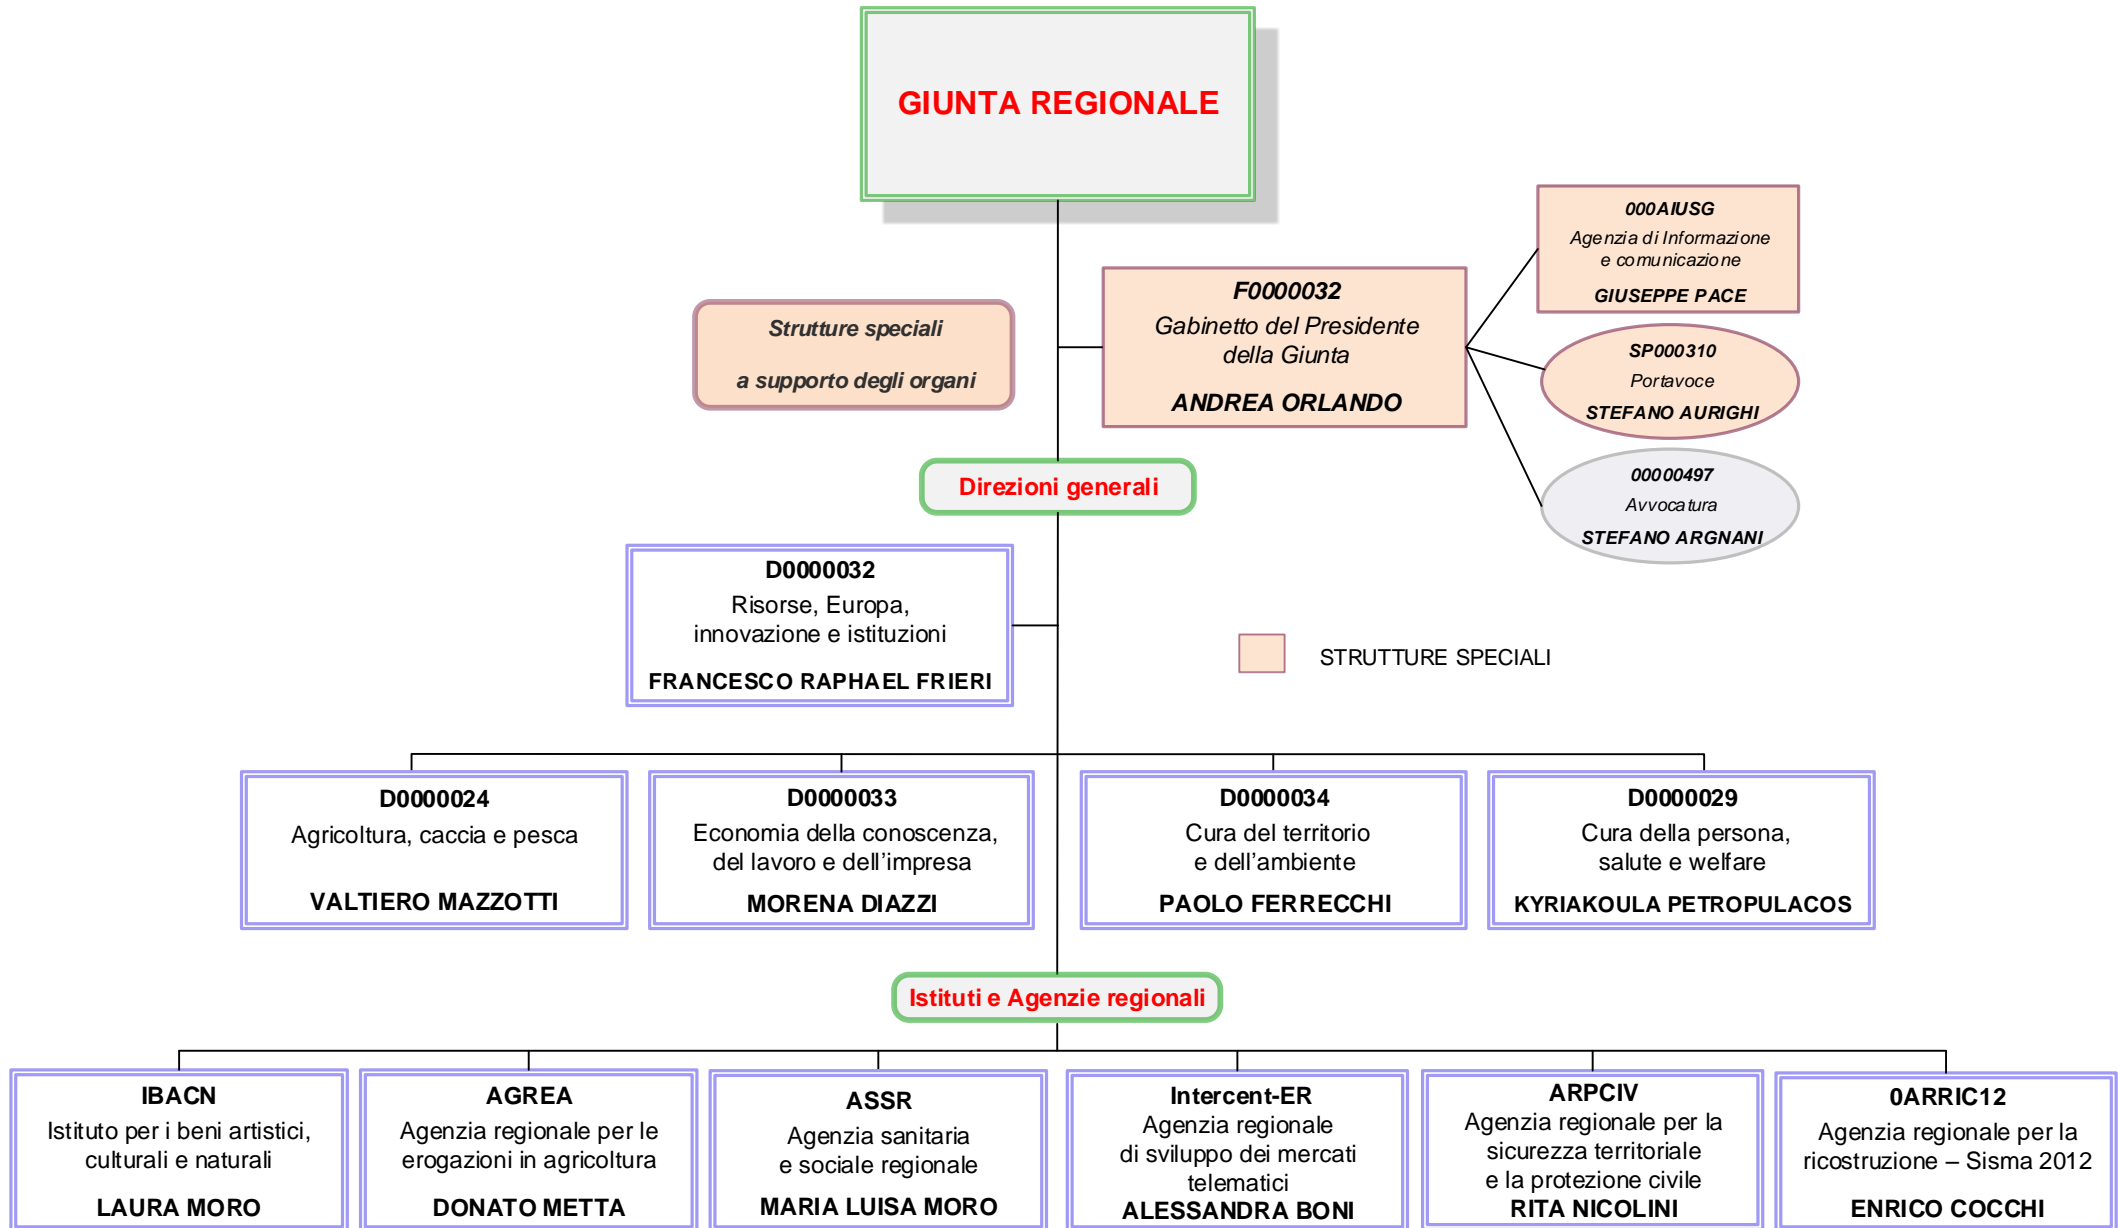 GIUNTA REGIONALE
000AIUSG
Agenzia di Informazione
e comunicazione
GIUSEPPE PACE
F0000032
Gabinetto del Presidente
della Giunta
ANDREA ORLANDO
Strutture speciali
a supporto degli organi
SP000310
Portavoce
STEFANO AURIGHI
00000497
Avvocatura
STEFANO ARGNANI
Direzioni generali
D0000032
Risorse, Europa,
innovazione e istituzioni
FRANCESCO RAPHAEL FRIERI
STRUTTURE SPECIALI
D0000024
Agricoltura, caccia e pesca
VALTIERO MAZZOTTI
D0000033
Economia della conoscenza,
del lavoro e dell’impresa
MORENA DIAZZI
D0000034
Cura del territorio
e dell’ambiente
PAOLO FERRECCHI
D0000029
Cura della persona,
salute e welfare
KYRIAKOULA PETROPULACOS
Istituti e Agenzie regionali
IBACN
Istituto per i beni artistici,
culturali e naturali
LAURA MORO
AGREA
Agenzia regionale per le
erogazioni in agricoltura
DONATO METTA
ASSR
Agenzia sanitaria
e sociale regionale
MARIA LUISA MORO
Intercent-ER
Agenzia regionale
di sviluppo dei mercati
telematici
ALESSANDRA BONI
ARPCIV
Agenzia regionale per la
sicurezza territoriale
e la protezione civile
RITA NICOLINI
0ARRIC12
Agenzia regionale per la
ricostruzione – Sisma 2012
ENRICO COCCHI